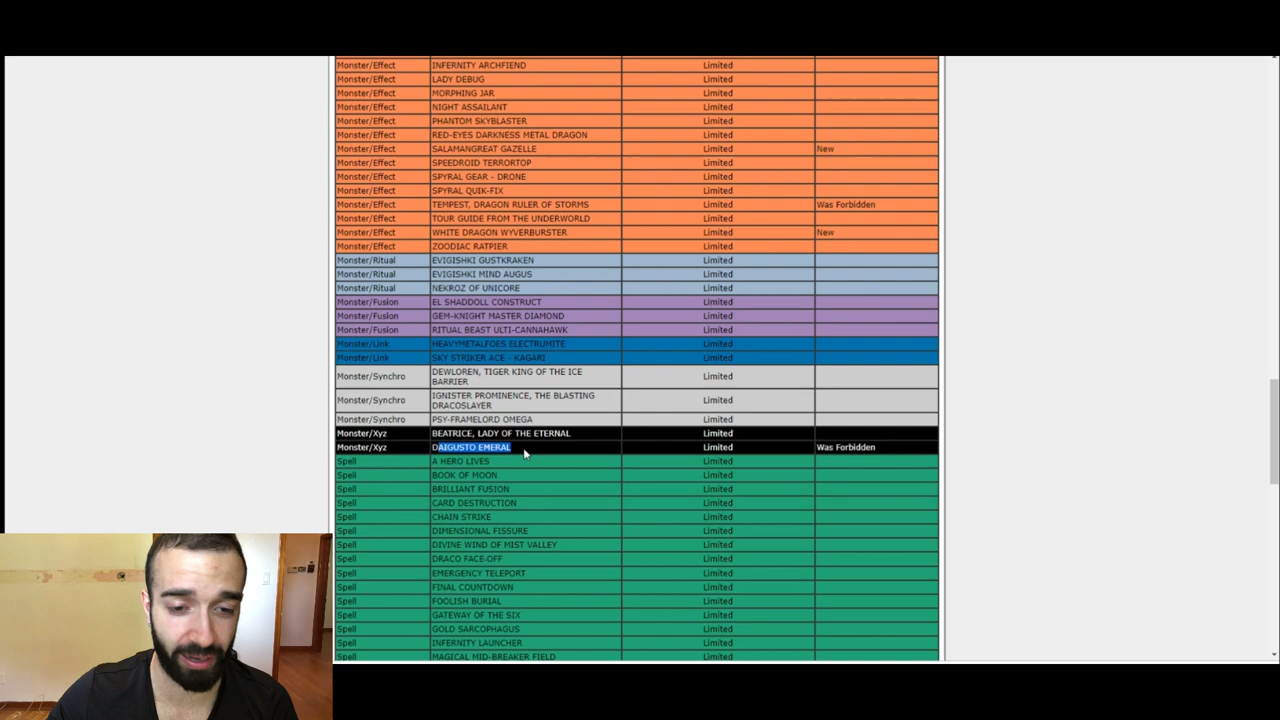 Monster/Effect INFERNITY ARCHFIEND Limited
Monster/Effect LADY DEBUG Limited
Monster/Effect MORPHING JAR Limited
Monster/Effect NIGHT ASSAILANT Limited
Monster/Effect PHANTOM SKYBLASTER Limited
Monster/Effect RED-EYES DARKNESS METAL DRAGON Limited
Monster/Effect SALAMANGREAT GAZELLE Limited New
Monster/Effect SPEEDROID TERRORTOP Limited
Monster/Effect SPYRAL GEAR - DRONE Limited
Monster/Effect SPYRAL QUIK-FIX Limited
Monster/Effect TEMPEST, DRAGON RULER OF STORMS Limited Was Forbidden
Monster/Effect TOUR GUIDE FROM THE UNDERWORLD Limited
Monster/Effect WHITE DRAGON WYVERBURSTER Limited New
Monster/Effect ZOODIAC RATPIER Limited
Monster/Ritual EVIGISHKI GUSTKRAKEN Limited
Monster/Ritual EVIGISHKI MIND AUGUS Limited
Monster/Ritual NEKROZ OF UNICORE Limited
Monster/Fusion EL SHADDOLL CONSTRUCT Limited
Monster/Fusion GEM-KNIGHT MASTER DIAMOND Limited
Monster/Fusion RITUAL BEAST ULTI-CANNAHAWK Limited
Monster/Link HEAVYMETALFOES ELECTRUMITE Limited
Monster/Link SKY STRIKER ACE - KAGARI Limited
Monster/Synchro DEWLOREN, TIGER KING OF THE ICE
BARRIER Limited
Monster/Synchro IGNISTER PROMINENCE, THE BLASTING
DRACOSLAYER Limited
Monster/Synchro PSY-FRAMELORD OMEGA Limited
Monster/Xyz BEATRICE, LADY OF THE ETERNAL Limited
Monster/Xyz DAIGUSTO EMERAL Limited Was Forbidden
Spell A HERO LIVES Limited
Spell BOOK OF MOON Limited
Spell BRILLIANT FUSION Limited
Spell CARD DESTRUCTION Limited
Spell CHAIN STRIKE Limited
Spell DIMENSIONAL FISSURE Limited
Spell DIVINE WIND OF MIST VALLEY Limited
Spell DRACO FACE-OFF Limited
Spell EMERGENCY TELEPORT Limited
Spell FINAL COUNTDOWN Limited
Spell FOOLISH BURIAL Limited
Spell GATEWAY OF THE SIX Limited
Spell GOLD SARCOPHAGUS Limited
Spell INFERNITY LAUNCHER Limited
Spell MAGICAL MID-BREAKER FIELD Limited